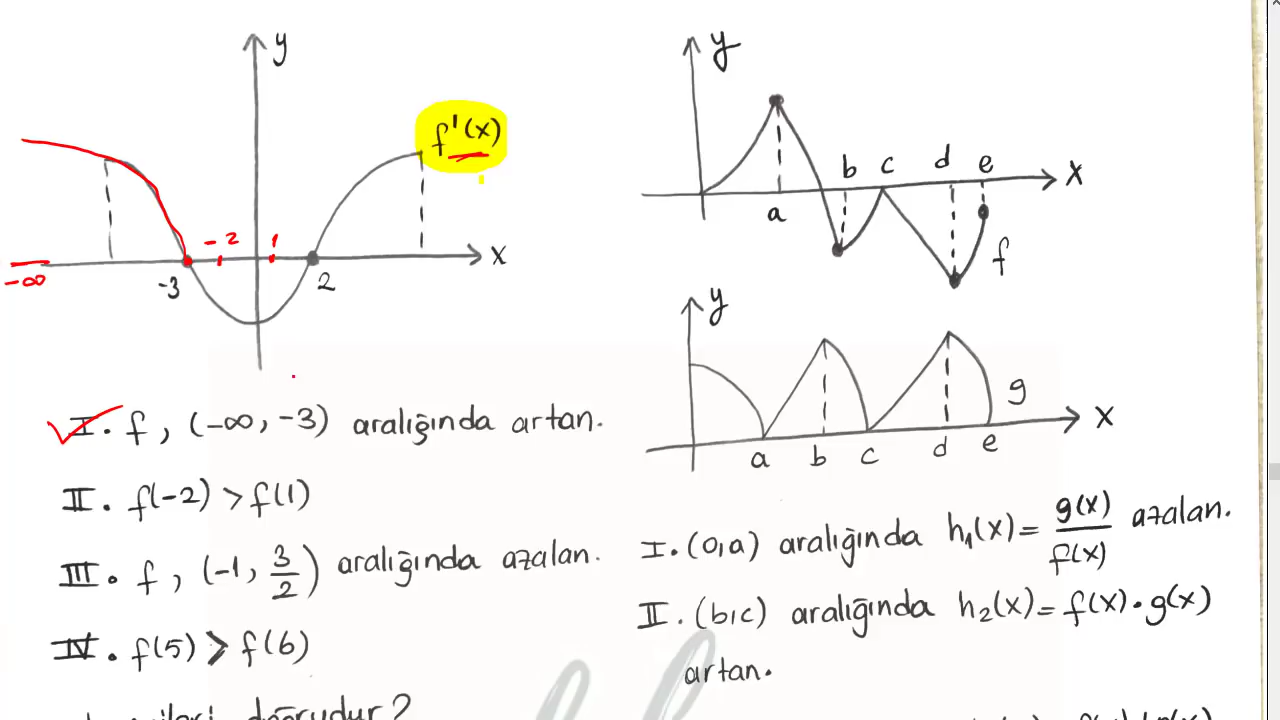 y
f'(x)
-2
1
x
-∞
-3
2
I. f, (-∞, -3) aralığında artan.
II. f(-2) > f(1)
III. f, (-1, 3/2) aralığında azalan.
IV. f(5) > f(6)
doğrudur?
y
b c d e
x
a
f
y
g
x
a b c d e
I. (0,a) aralığında h₁(x) = g(x)/f(x) azalan.
II. (b,c) aralığında h₂(x) = f(x)·g(x)
artan.